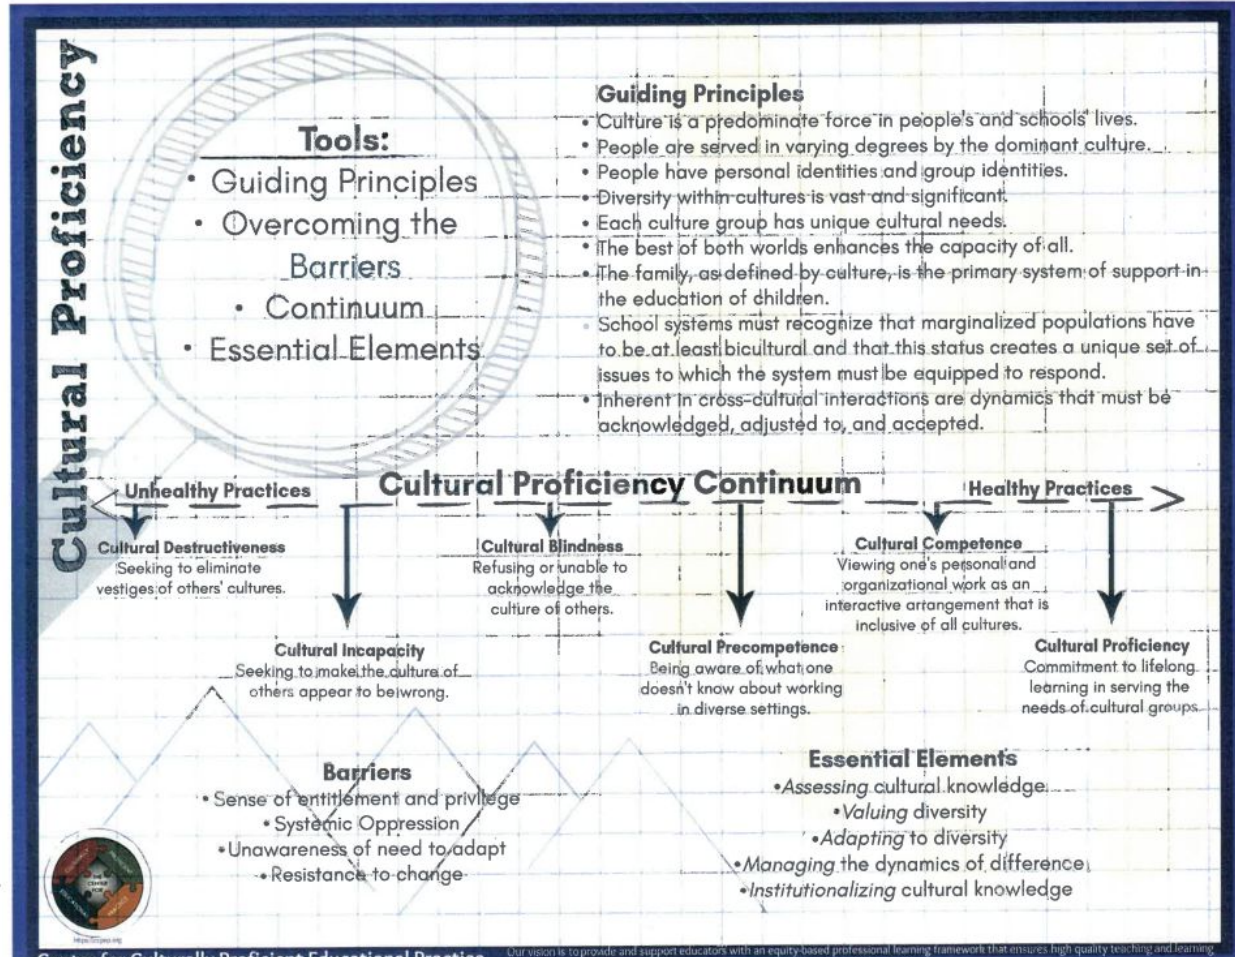 Cultural Proficiency
Tools:
• Guiding Principles
• Overcoming the
Barriers
• Continuum
• Essential Elements
Guiding Principles
• Culture is a predominate force in people's and schools' lives.
• People are served in varying degrees by the dominant culture.
• People have personal identities and group identities.
• Diversity within cultures is vast and significant.
• Each culture group has unique cultural needs.
• The best of both worlds enhances the capacity of all.
• The family, as defined by culture, is the primary system of support in
the education of children.
• School systems must recognize that marginalized populations have
to be at least bicultural and that this status creates a unique set of
issues to which the system must be equipped to respond.
• Inherent in cross-cultural interactions are dynamics that must be
acknowledged, adjusted to, and accepted.
Cultural Proficiency Continuum
Unhealthy Practices
Healthy Practices
Cultural Destructiveness
Seeking to eliminate
vestiges of others' cultures.
Cultural Incapacity
Seeking to make the culture of
others appear to be wrong.
Cultural Blindness
Refusing or unable to
acknowledge the
culture of others.
Cultural Precompetence
Being aware of what one
doesn't know about working
in diverse settings.
Cultural Competence
Viewing one's personal and
organizational work as an
interactive arrangement that is
inclusive of all cultures.
Cultural Proficiency
Commitment to lifelong
learning in serving the
needs of cultural groups
Barriers
• Sense of entitlement and privilege
• Systemic Oppression
• Unawareness of need to adapt
• Resistance to change
Essential Elements
• Assessing cultural knowledge
• Valuing diversity
• Adapting to diversity
• Managing the dynamics of difference
• Institutionalizing cultural knowledge
THE
CENTER
FOR
Center for Culturally Proficient Educational Practice
Our vision is to provide and support educators with an equity-based professional learning framework that ensures high quality teaching and learning